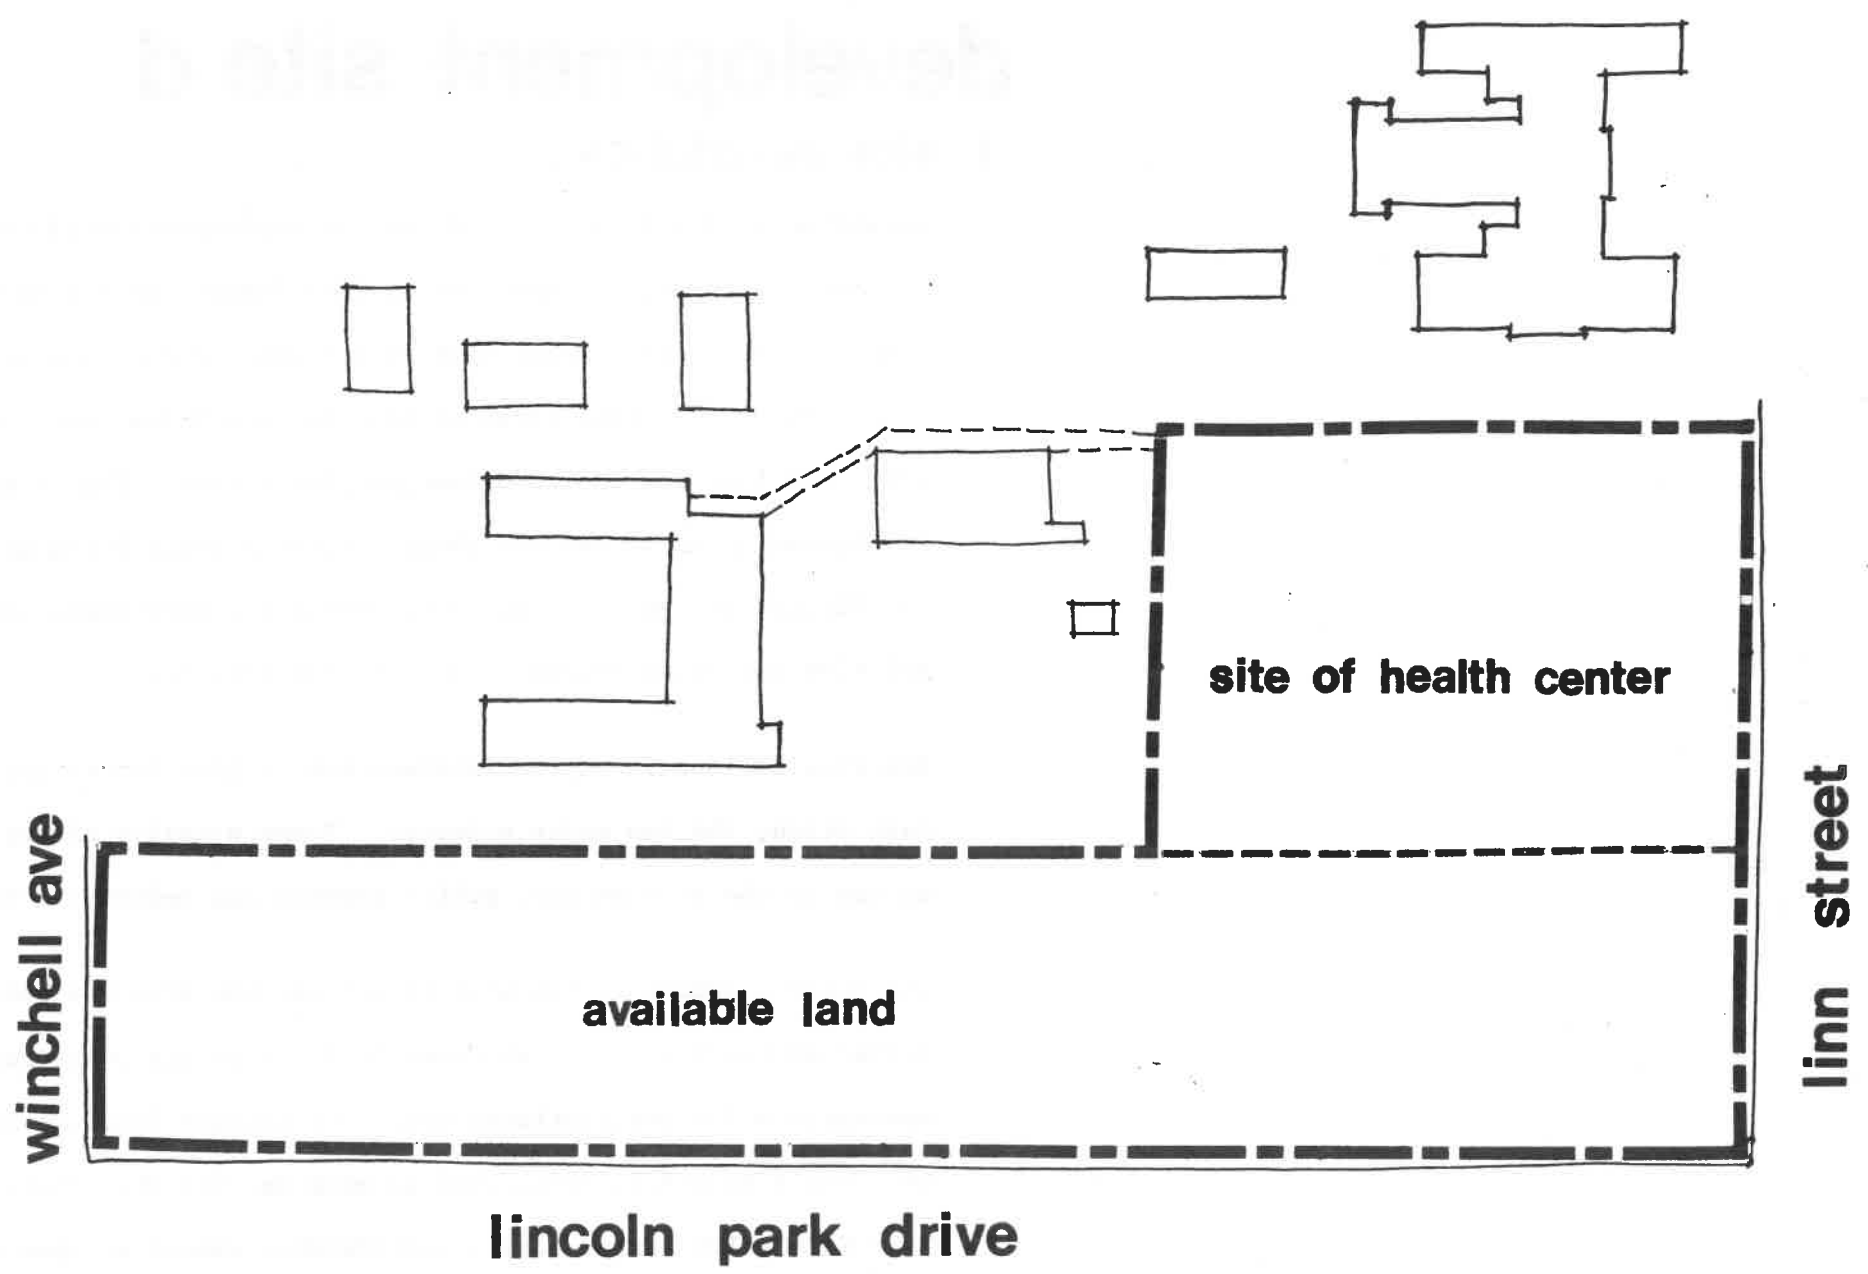 site of health center
available land
winchell ave
linn street
lincoln park drive